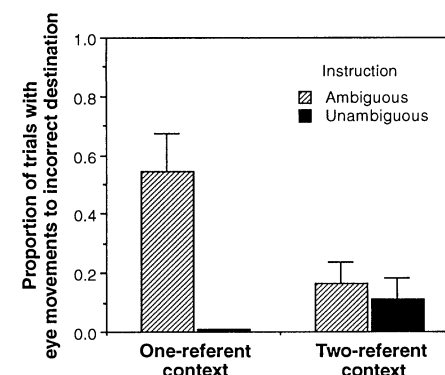 Proportion of trials with
eye movements to incorrect destination
1.0
0.8
0.6
0.4
0.2
0.0
Instruction
Ambiguous
Unambiguous
One-referent
context
Two-referent
context